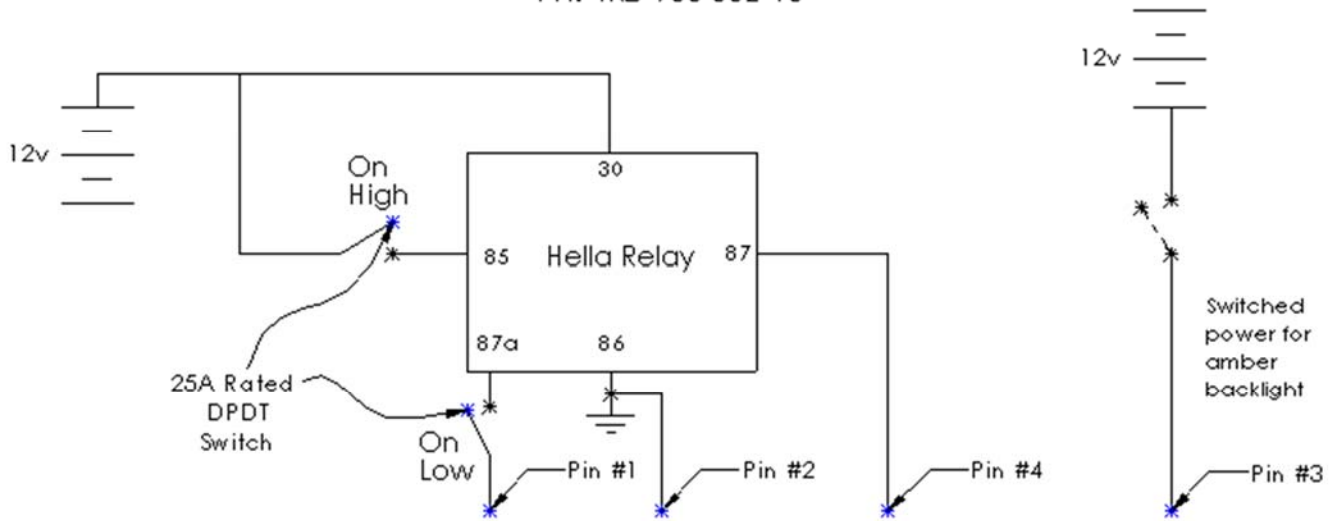 12v
12v
On
High
30
85
Hella Relay
87
87a
86
25A Rated
DPDT
Switch
On
Low
Switched
power for
amber
backlight
Pin #1
Pin #2
Pin #4
Pin #3